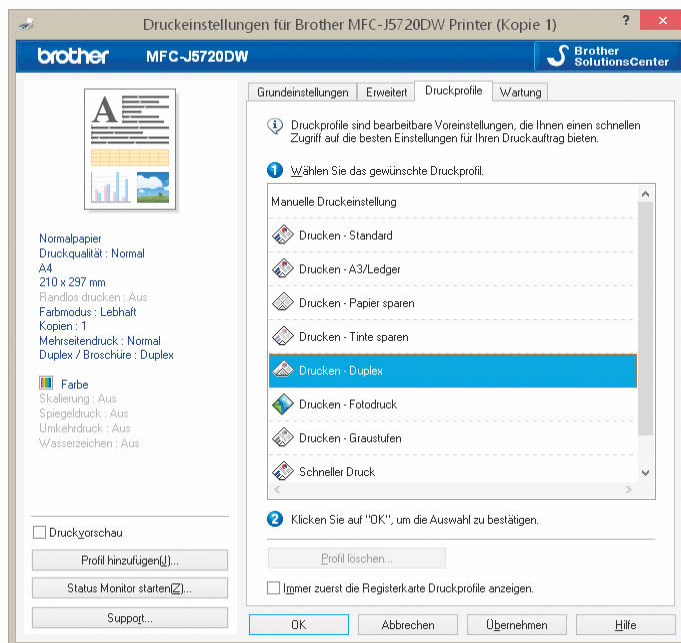 Druckeinstellungen für Brother MFC-J5720DW Printer (Kopie 1)
?
brother
MFC-J5720DW
Brother
SolutionsCenter
A
Normalpapier
Druckqualität : Normal
A4
210 x 297 mm
Randlos drucken : Aus
Farbmodus : Lebhaft
Kopien : 1
Mehrseitendruck : Normal
Duplex / Broschüre : Duplex
Farbe
Skalierung : Aus
Spiegeldruck : Aus
Umkehrdruck : Aus
Wasserzeichen : Aus
Druckvorschau
Profil hinzufügen(J)...
Status Monitor starten(Z)...
Support...
Grundeinstellungen
Erweitert
Druckprofile
Wartung
Druckprofile sind bearbeitbare Voreinstellungen, die Ihnen einen schnellen
Zugriff auf die besten Einstellungen für Ihren Druckauftrag bieten.
1 Wählen Sie das gewünschte Druckprofil.
Manuelle Druckeinstellung
Drucken - Standard
Drucken - A3/Ledger
Drucken - Papier sparen
Drucken - Tinte sparen
Drucken - Duplex
Drucken - Fotodruck
Drucken - Graustufen
Schneller Druck
2 Klicken Sie auf "OK", um die Auswahl zu bestätigen.
Profil löschen...
Immer zuerst die Registerkarte Druckprofile anzeigen.
OK
Abbrechen
Übernehmen
Hilfe